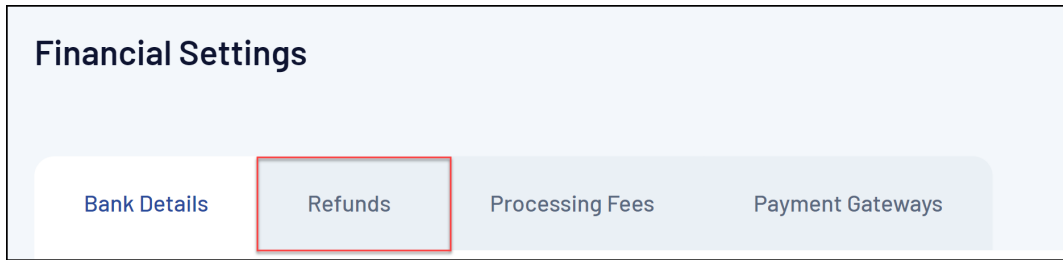 Financial Settings
Bank Details Refunds Processing Fees Payment Gateways